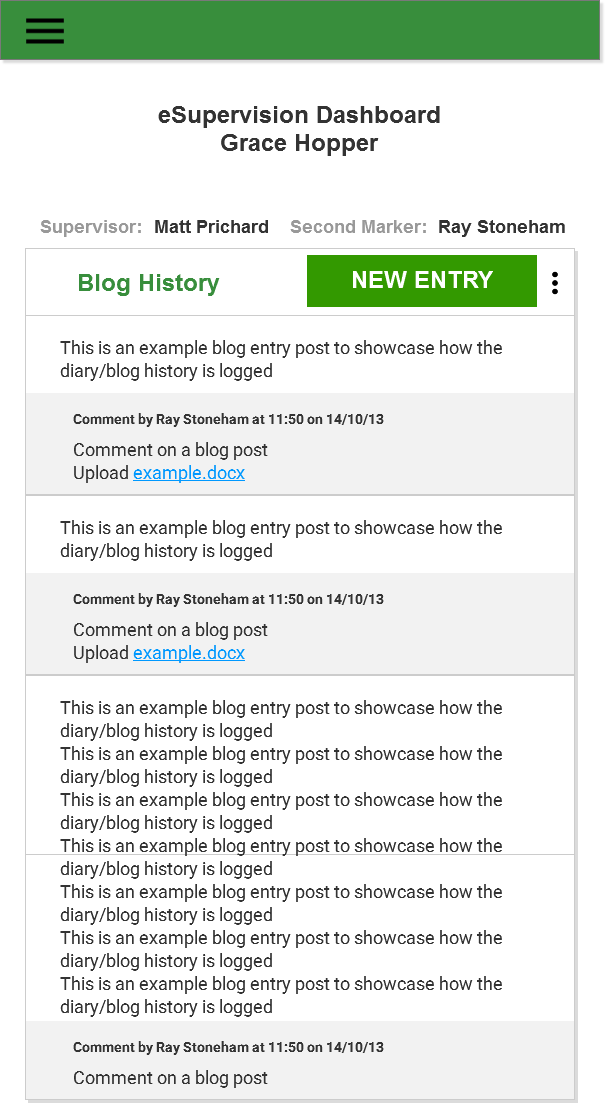 eSupervision Dashboard
Grace Hopper
Supervisor: Matt Prichard Second Marker: Ray Stoneham
Blog History NEW ENTRY
This is an example blog entry post to showcase how the
diary/blog history is logged
Comment by Ray Stoneham at 11:50 on 14/10/13
Comment on a blog post
Upload example.docx
This is an example blog entry post to showcase how the
diary/blog history is logged
Comment by Ray Stoneham at 11:50 on 14/10/13
Comment on a blog post
Upload example.docx
This is an example blog entry post to showcase how the
diary/blog history is logged
This is an example blog entry post to showcase how the
diary/blog history is logged
This is an example blog entry post to showcase how the
diary/blog history is logged
This is an example blog entry post to showcase how the
diary/blog history is logged
This is an example blog entry post to showcase how the
diary/blog history is logged
This is an example blog entry post to showcase how the
diary/blog history is logged
This is an example blog entry post to showcase how the
diary/blog history is logged
Comment by Ray Stoneham at 11:50 on 14/10/13
Comment on a blog post